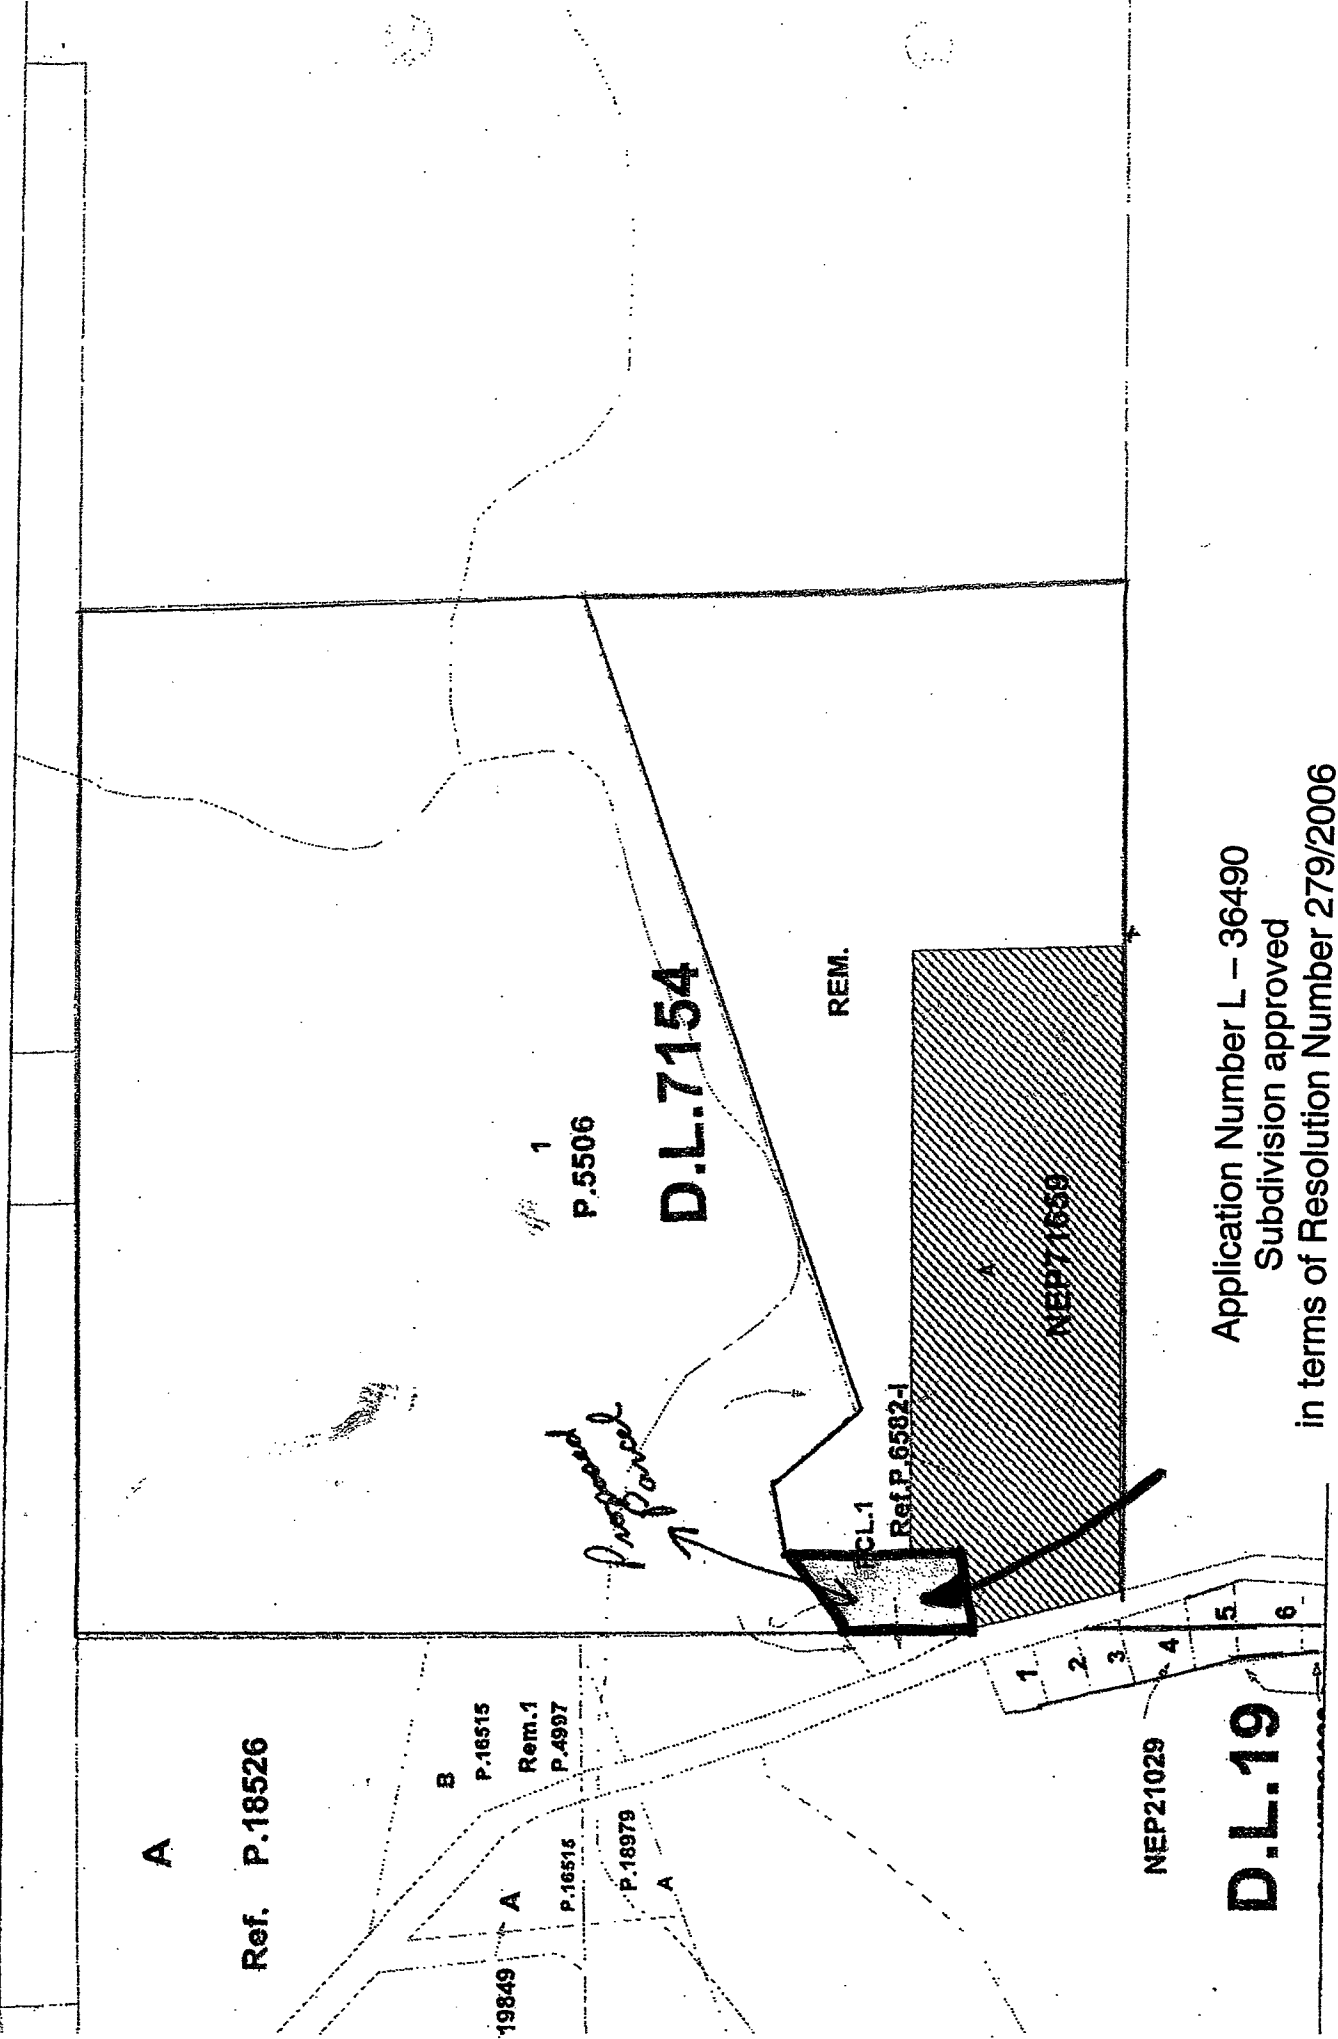 A
Ref. P.18526
B
P.16515
Rem.1
P.4997
A
P.16515
19849
P.18979
A
1
P.5506
D.L.7154
Proposed
Parcel
REM.
PCL.1
Ref.P.6582-I
A
NEP71659
1
2
3
4
5
6
NEP21029
D.L.19
Application Number L – 36490
Subdivision approved
in terms of Resolution Number 279/2006